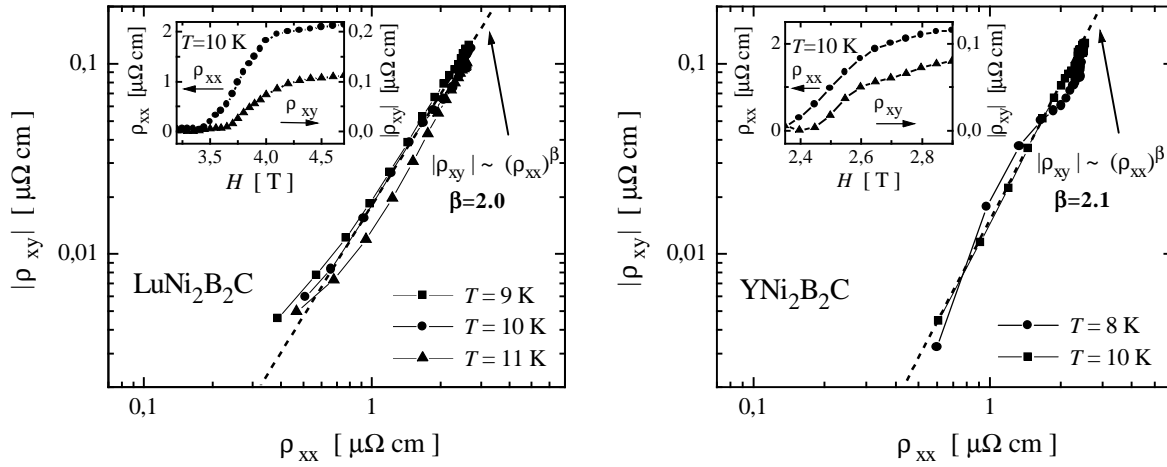 0,1
0,01
|ρxy| [ μΩ cm ]
0,1
1
ρ xx [ μΩ cm ]
2
1
0
ρxx [μΩ cm]
0,2
0,1
0,0
|ρxy| [μΩ cm]
3,5
4,0
4,5
H [ T ]
T=10 K
ρxx
ρxy
|ρxy| ~ (ρxx)β
β=2.0
LuNi2B2C
T = 9 K
T = 10 K
T = 11 K
0,1
0,01
|ρxy| [ μΩ cm ]
0,1
1
ρ xx [ μΩ cm ]
2
1
0
ρxx [μΩ cm]
0,1
0,0
|ρxy| [μΩ cm]
2,4
2,6
2,8
H [ T ]
T=10 K
ρxx
ρxy
|ρxy| ~ (ρxx)β
β=2.1
YNi2B2C
T = 8 K
T = 10 K